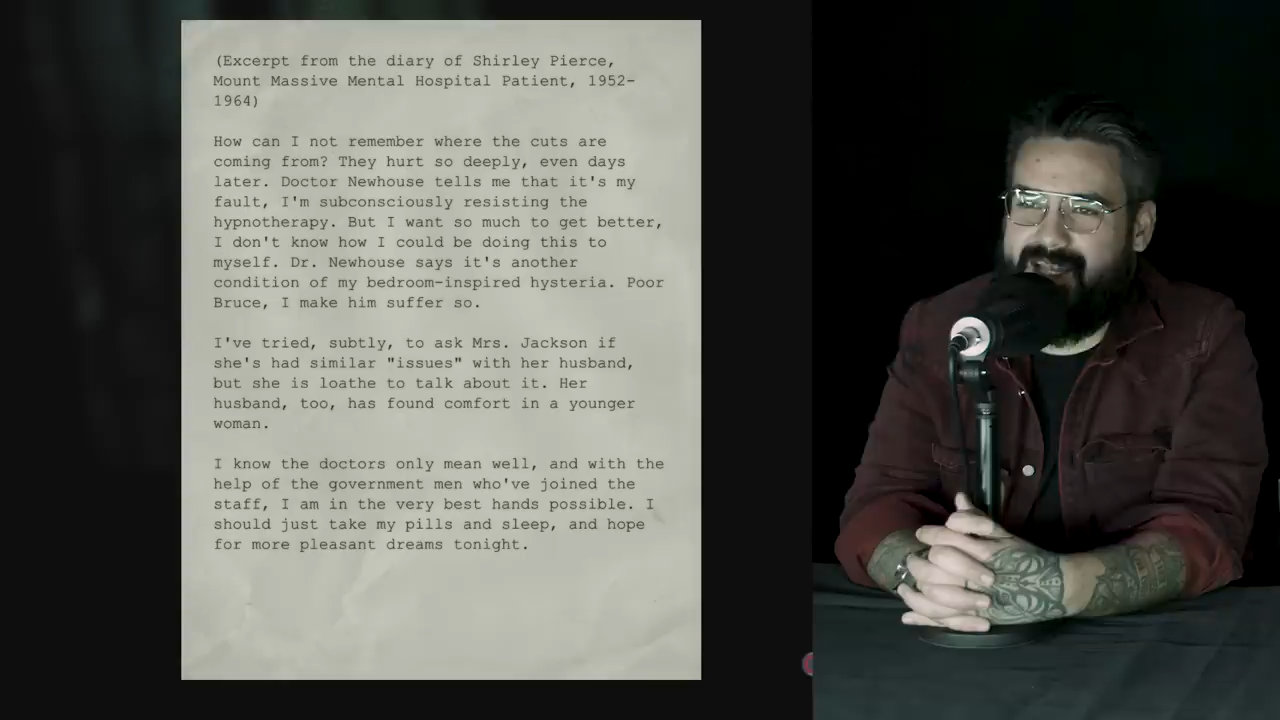 (Excerpt from the diary of Shirley Pierce,
Mount Massive Mental Hospital Patient, 1952-
1964)
How can I not remember where the cuts are
coming from? They hurt so deeply, even days
later. Doctor Newhouse tells me that it's my
fault, I'm subconsciously resisting the
hypnotherapy. But I want so much to get better,
I don't know how I could be doing this to
myself. Dr. Newhouse says it's another
condition of my bedroom-inspired hysteria. Poor
Bruce, I make him suffer so.
I've tried, subtly, to ask Mrs. Jackson if
she's had similar "issues" with her husband,
but she is loathe to talk about it. Her
husband, too, has found comfort in a younger
woman.
I know the doctors only mean well, and with the
help of the government men who've joined the
staff, I am in the very best hands possible. I
should just take my pills and sleep, and hope
for more pleasant dreams tonight.